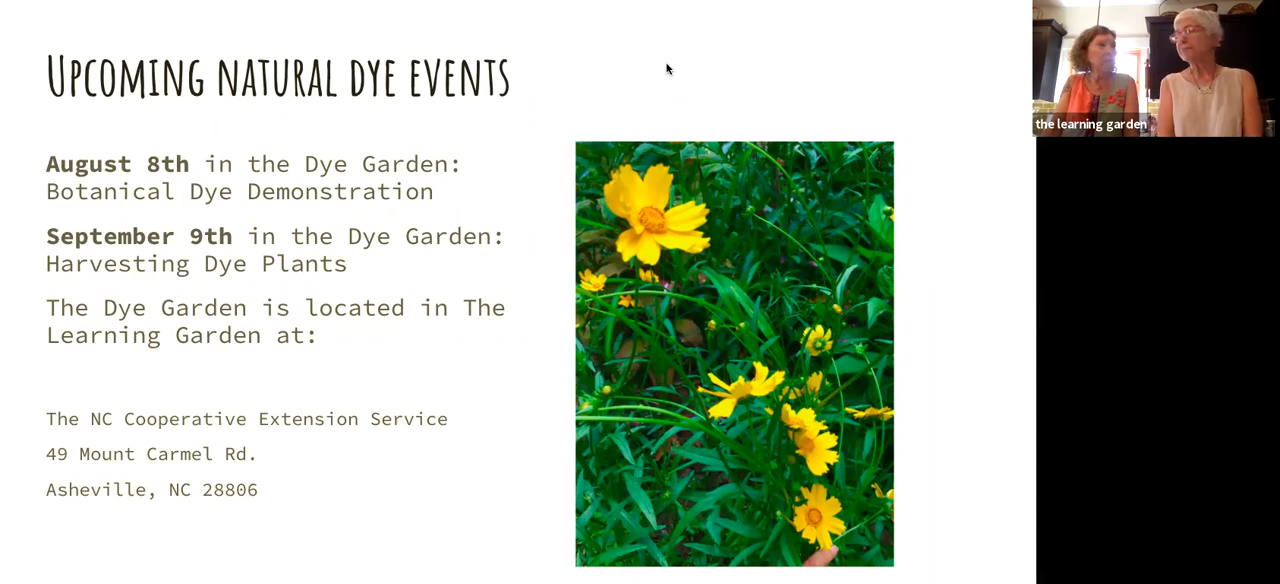 Upcoming natural dye events
August 8th in the Dye Garden:
Botanical Dye Demonstration
September 9th in the Dye Garden:
Harvesting Dye Plants
The Dye Garden is located in The
Learning Garden at:
The NC Cooperative Extension Service
49 Mount Carmel Rd.
Asheville, NC 28806
the learning garden